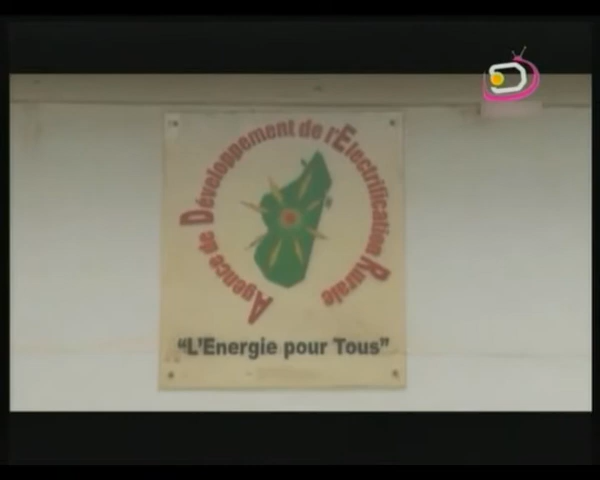 Agence de Développement de l'Electrification Rurale
"L'Energie pour Tous"